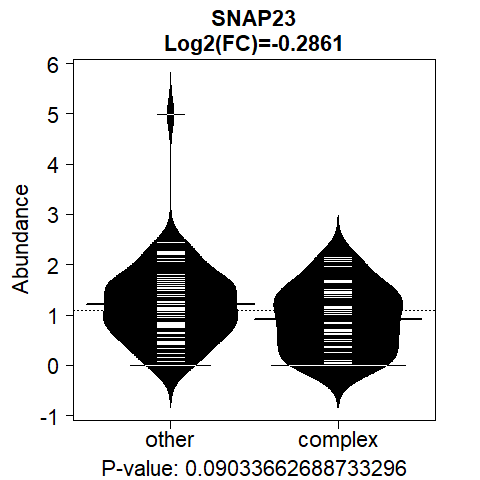 SNAP23
Log2(FC)=-0.2861
6
5
4
3
2
1
0
-1
Abundance
other complex
P-value: 0.09033662688733296